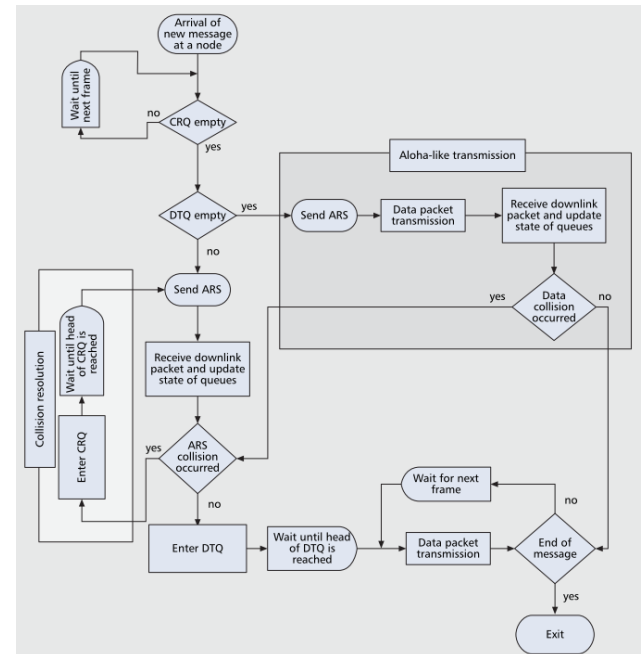 Arrival of
new message
at a node
Wait until
next frame
no
CRQ empty
yes
Aloha-like transmission
DTQ empty
yes
Send ARS
Data packet
transmission
Receive downlink
packet and update
state of queues
no
Send ARS
yes
Data
collision
occurred
no
Collision resolution
Wait until head
of CRQ is
reached
Receive downlink
packet and update
state of queues
Enter CRQ
yes
ARS
collision
occurred
no
Wait for next
frame
no
Enter DTQ
Wait until head
of DTQ is
reached
Data packet
transmission
End of
message
yes
Exit